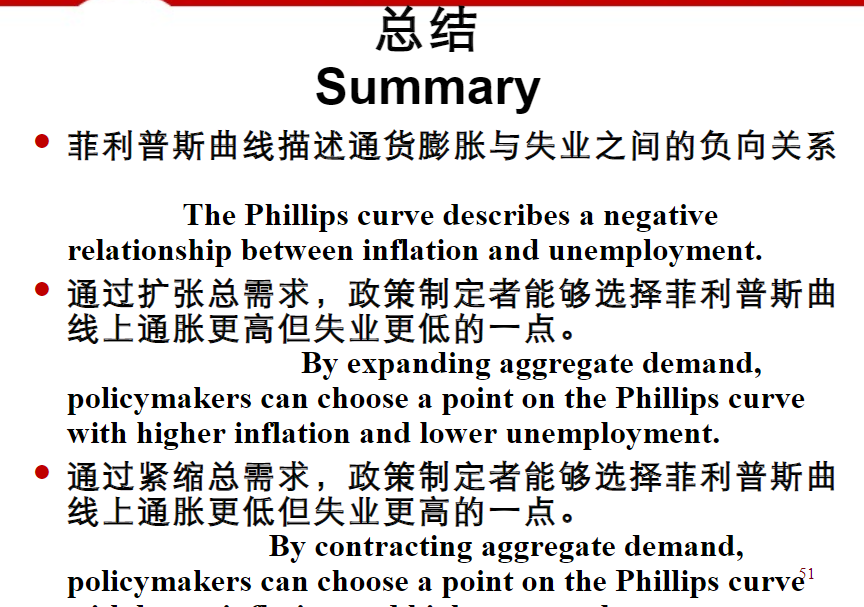 总结
Summary
菲利普斯曲线描述通货膨胀与失业之间的负向关系
The Phillips curve describes a negative
relationship between inflation and unemployment.
通过扩张总需求，政策制定者能够选择菲利普斯曲
线上通胀更高但失业更低的一点。
By expanding aggregate demand,
policymakers can choose a point on the Phillips curve
with higher inflation and lower unemployment.
通过紧缩总需求，政策制定者能够选择菲利普斯曲
线上通胀更低但失业更高的一点。
By contracting aggregate demand,
policymakers can choose a point on the Phillips curve
51